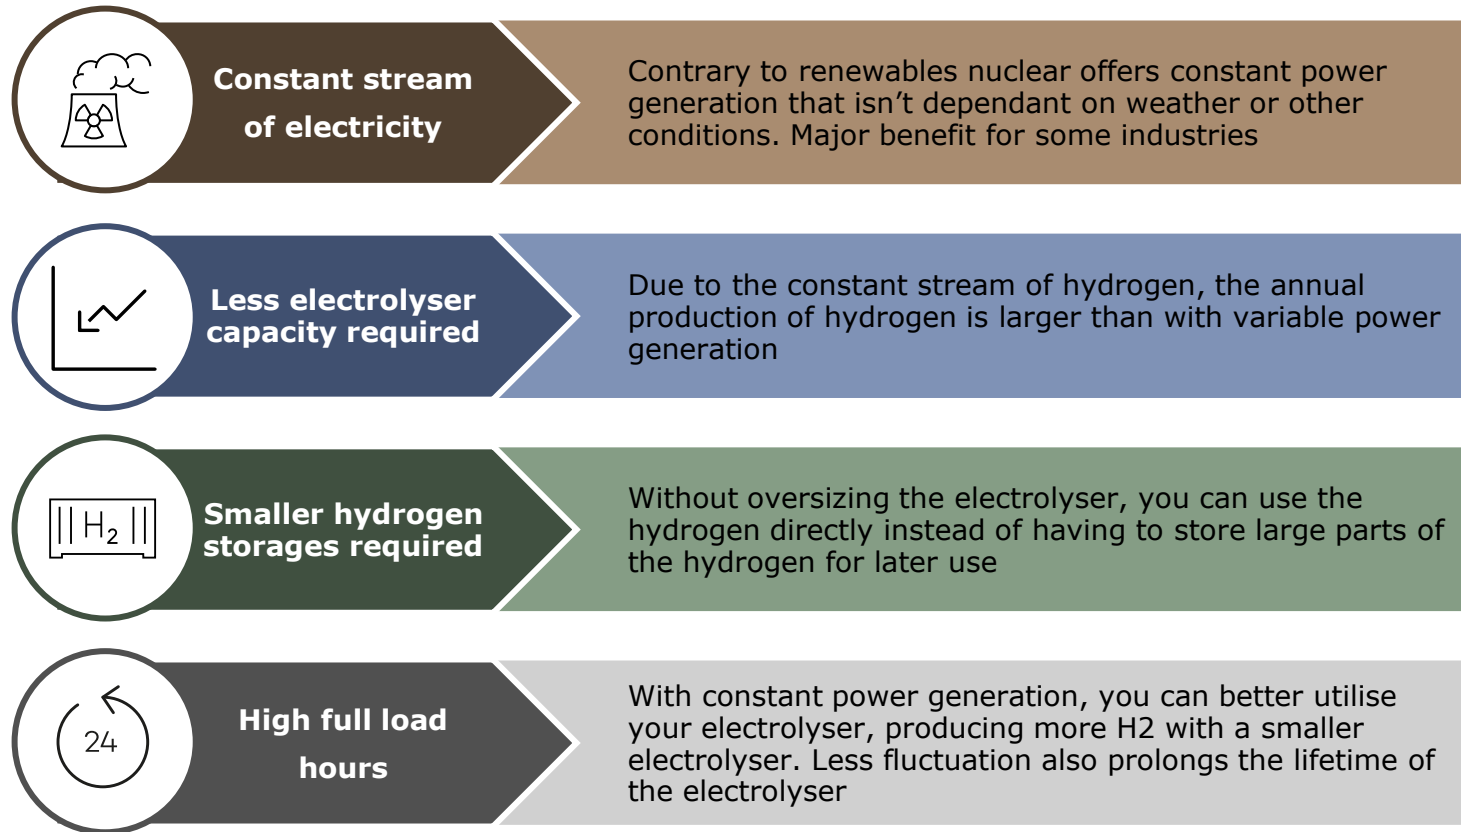 Constant stream
of electricity
Contrary to renewables nuclear offers constant power
generation that isn’t dependant on weather or other
conditions. Major benefit for some industries
Less electrolyser
capacity required
Due to the constant stream of hydrogen, the annual
production of hydrogen is larger than with variable power
generation
H₂
Smaller hydrogen
storages required
Without oversizing the electrolyser, you can use the
hydrogen directly instead of having to store large parts of
the hydrogen for later use
24
High full load
hours
With constant power generation, you can better utilise
your electrolyser, producing more H2 with a smaller
electrolyser. Less fluctuation also prolongs the lifetime of
the electrolyser